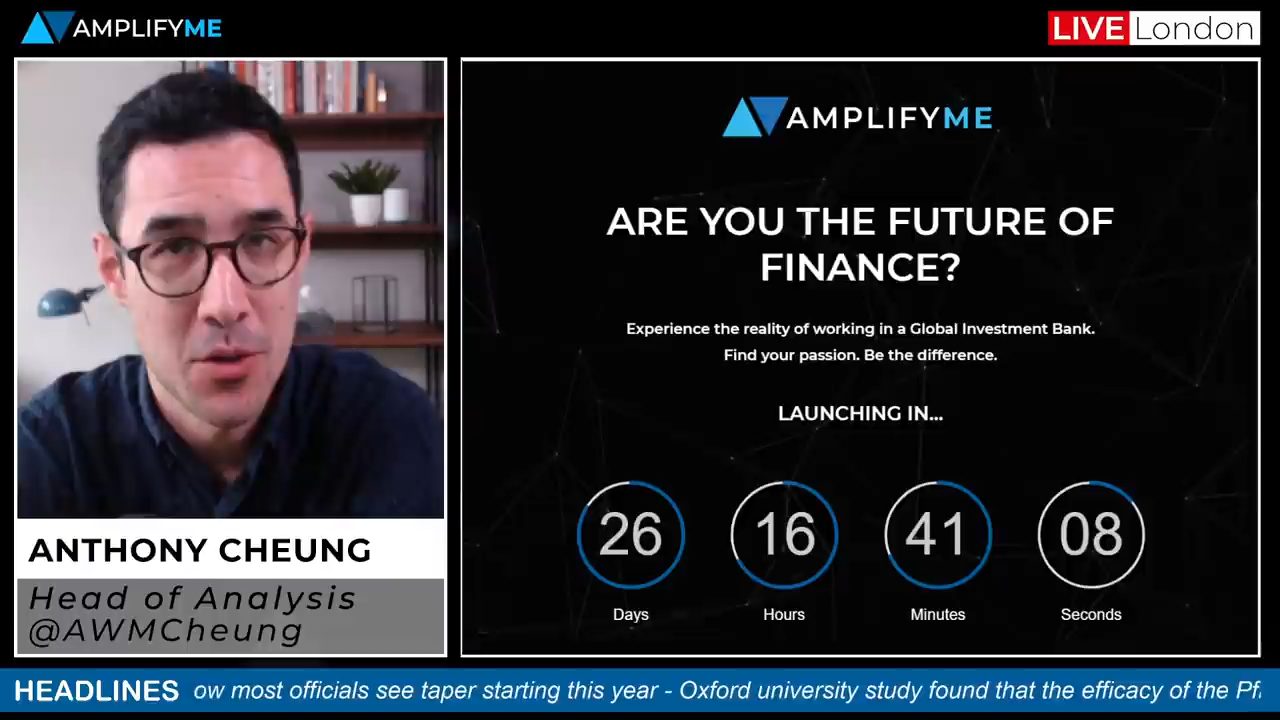 AMPLIFYME
LIVE London
AMPLIFYME
ARE YOU THE FUTURE OF
FINANCE?
Experience the reality of working in a Global Investment Bank.
Find your passion. Be the difference.
LAUNCHING IN...
26 16 41 08
Days Hours Minutes Seconds
ANTHONY CHEUNG
Head of Analysis
@AWMCheung
HEADLINES ow most officials see taper starting this year - Oxford university study found that the efficacy of the Pf